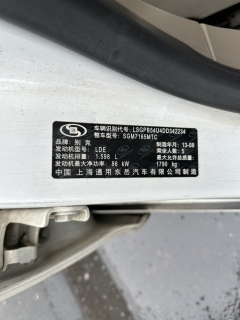 车辆识别代号: LSGPB54U4DD342234
整车型号: SGM7165MTC
品牌: 别克 制造年月: 13-08
发动机型号: LDE 乘坐人数: 5
发动机排量: 1.598 L 最大允许总质量:
发动机最大净功率: 86 kW 1790 kg
中国 上海通用东岳汽车有限公司制造